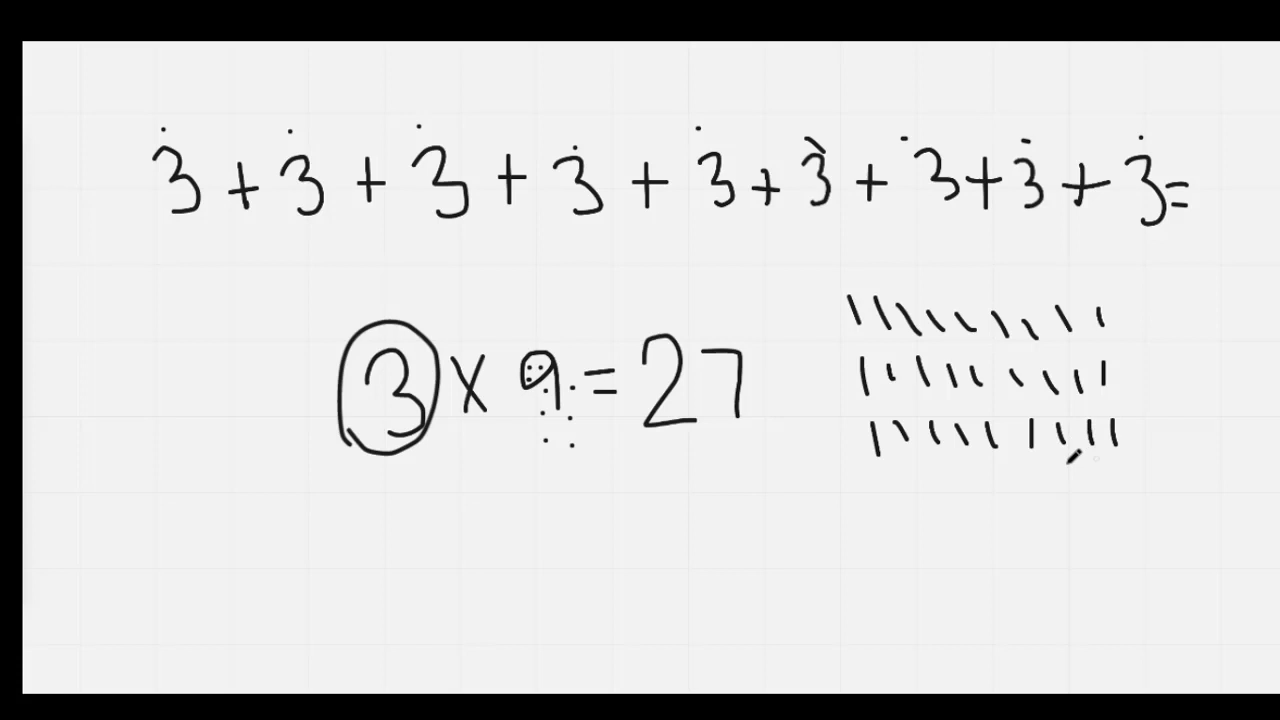 3 + 3 + 3 + 3 + 3 + 3 + 3 + 3 + 3 =
3 x 9 = 27